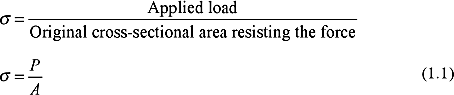 σ = Applied load / Original cross-sectional area resisting the force
σ = P / A (1.1)